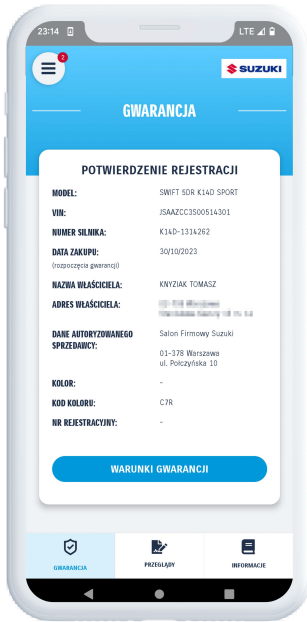 23:14
LTE
2
SUZUKI
GWARANCJA
POTWIERDZENIE REJESTRACJI
MODEL: SWIFT 5DR K14D SPORT
VIN: JSAAZCC3S00514301
NUMER SILNIKA: K14D-1314262
DATA ZAKUPU: 30/10/2023
(rozpoczęcia gwarancji)
NAZWA WŁAŚCICIELA: KNYZIAK TOMASZ
ADRES WŁAŚCICIELA:
DANE AUTORYZOWANEGO Salon Firmowy Suzuki
SPRZEDAWCY:
01-378 Warszawa
ul. Połczyńska 10
KOLOR: -
KOD KOLORU: C7R
NR REJESTRACYJNY: -
WARUNKI GWARANCJI
GWARANCJA PRZEGLĄDY INFORMACJE